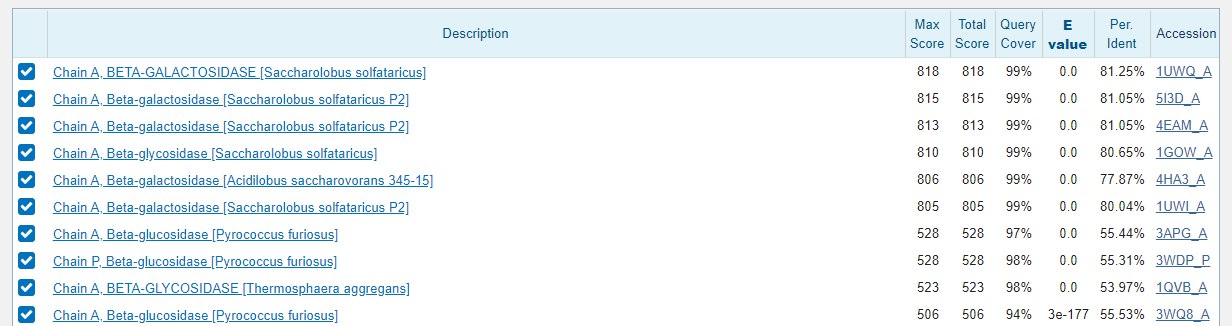 Description Max Score Total Score Query Cover E value Per. Ident Accession
Chain A, BETA-GALACTOSIDASE [Saccharolobus solfataricus] 818 818 99% 0.0 81.25% 1UWQ_A
Chain A, Beta-galactosidase [Saccharolobus solfataricus P2] 815 815 99% 0.0 81.05% 5I3D_A
Chain A, Beta-galactosidase [Saccharolobus solfataricus P2] 813 813 99% 0.0 81.05% 4EAM_A
Chain A, Beta-glycosidase [Saccharolobus solfataricus] 810 810 99% 0.0 80.65% 1GOW_A
Chain A, Beta-galactosidase [Acidilobus saccharovorans 345-15] 806 806 99% 0.0 77.87% 4HA3_A
Chain A, Beta-galactosidase [Saccharolobus solfataricus P2] 805 805 99% 0.0 80.04% 1UWI_A
Chain A, Beta-glucosidase [Pyrococcus furiosus] 528 528 97% 0.0 55.44% 3APG_A
Chain P, Beta-glucosidase [Pyrococcus furiosus] 528 528 98% 0.0 55.31% 3WDP_P
Chain A, BETA-GLYCOSIDASE [Thermosphaera aggregans] 523 523 98% 0.0 53.97% 1QVB_A
Chain A, Beta-glucosidase [Pyrococcus furiosus] 506 506 94% 3e-177 55.53% 3WQ8_A